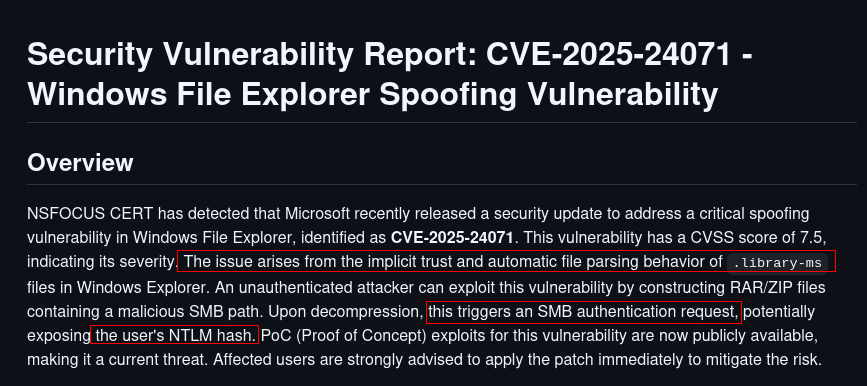 Security Vulnerability Report: CVE-2025-24071 -
Windows File Explorer Spoofing Vulnerability
Overview
NSFOCUS CERT has detected that Microsoft recently released a security update to address a critical spoofing
vulnerability in Windows File Explorer, identified as CVE-2025-24071. This vulnerability has a CVSS score of 7.5,
indicating its severity. The issue arises from the implicit trust and automatic file parsing behavior of .library-ms
files in Windows Explorer. An unauthenticated attacker can exploit this vulnerability by constructing RAR/ZIP files
containing a malicious SMB path. Upon decompression, this triggers an SMB authentication request, potentially
exposing the user's NTLM hash. PoC (Proof of Concept) exploits for this vulnerability are now publicly available,
making it a current threat. Affected users are strongly advised to apply the patch immediately to mitigate the risk.